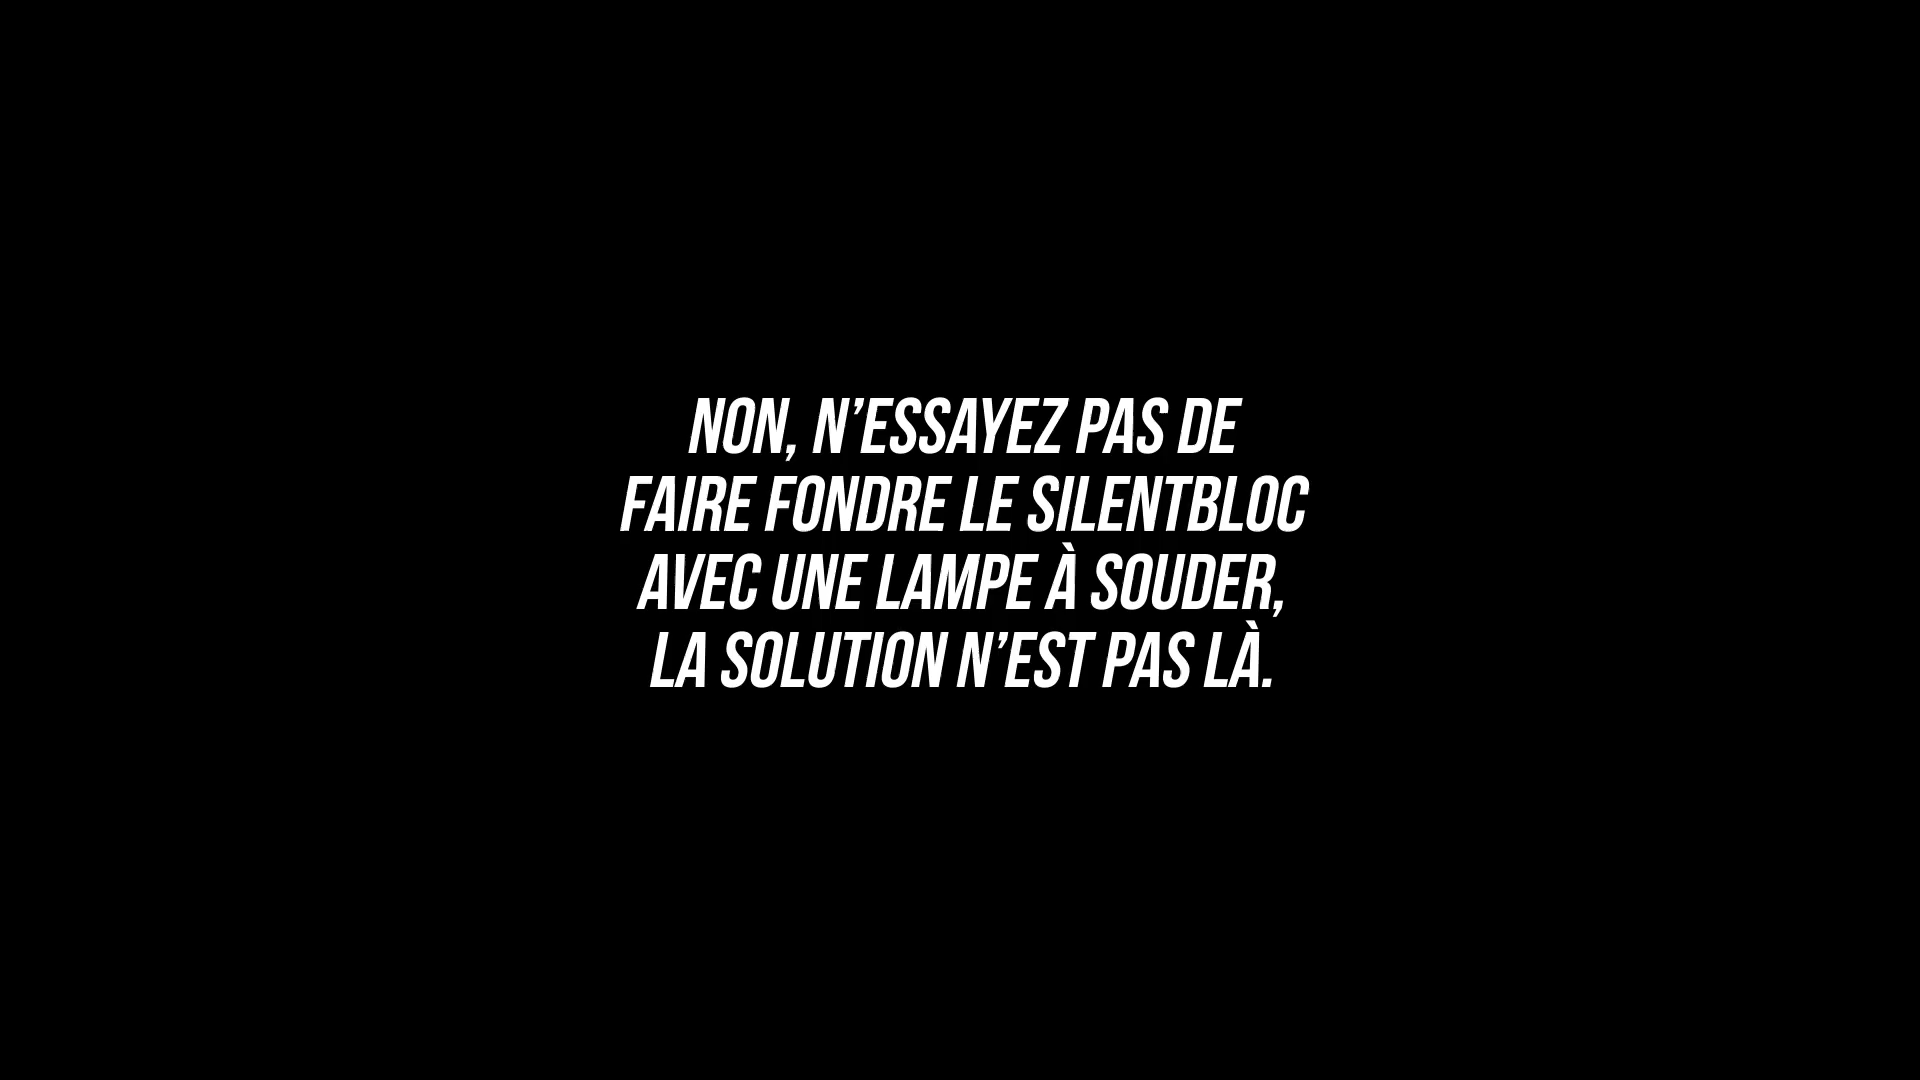 NON, N’ESSAYEZ PAS DE
FAIRE FONDRE LE SILENTBLOC
AVEC UNE LAMPE À SOUDER,
LA SOLUTION N’EST PAS LÀ.